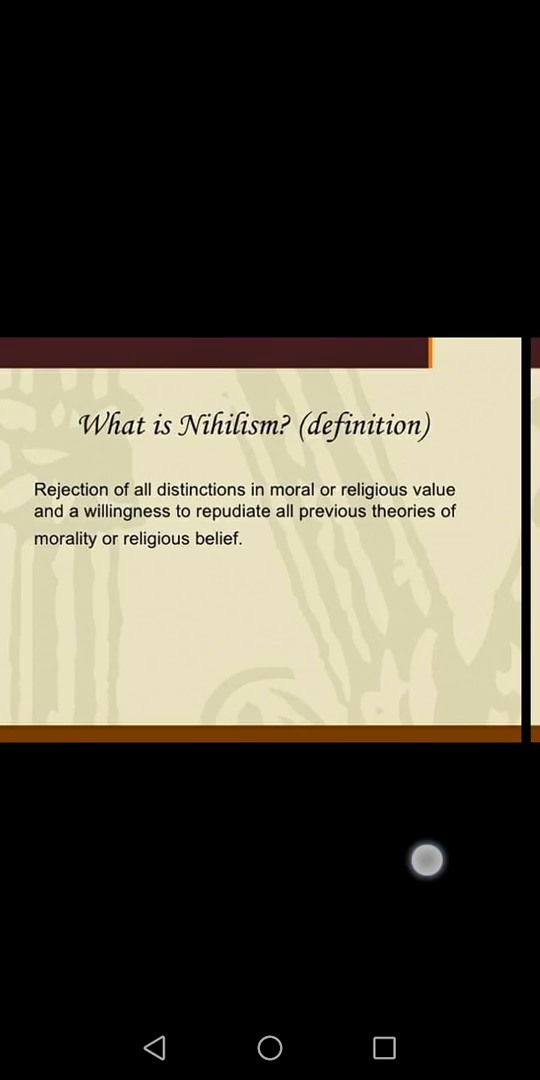 What is Nihilism? (definition)
Rejection of all distinctions in moral or religious value
and a willingness to repudiate all previous theories of
morality or religious belief.